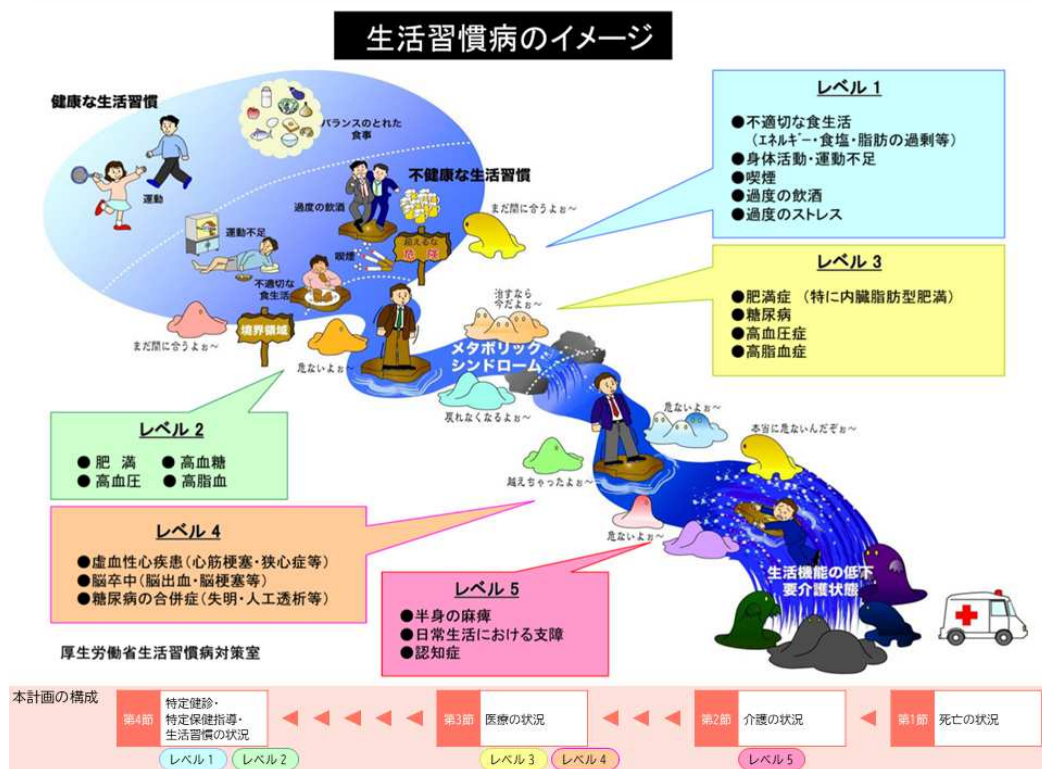 生活習慣病のイメージ
健康な生活習慣
バランスのとれた
食事
運動
不健康な生活習慣
過度の飲酒
運動不足
喫煙
超えるな
危険
不適切な
食生活
境界領域
まだ間に合うよぉ～
まだ間に合うよぉ～
危ないよぉ～
治すなら
今だよぉ～
メタボリック
シンドローム
戻れなくなるよぉ～
危ないよぉ～
本当に危ないんだぞぉ～
越えちゃったよぉ～
危ないよぉ～
生活機能の低下
要介護状態
レベル 1
●不適切な食生活
(エネルギー・食塩・脂肪の過剰等)
●身体活動・運動不足
●喫煙
●過度の飲酒
●過度のストレス
レベル 3
●肥満症 (特に内臓脂肪型肥満)
●糖尿病
●高血圧症
●高脂血症
レベル 2
● 肥 満 ● 高血糖
● 高血圧 ● 高脂血
レベル 4
●虚血性心疾患(心筋梗塞・狭心症等)
●脳卒中(脳出血・脳梗塞等)
●糖尿病の合併症(失明・人工透析等)
レベル 5
●半身の麻痺
●日常生活における支障
●認知症
厚生労働省生活習慣病対策室
本計画の構成
第4節 特定健診・
特定保健指導・
生活習慣の状況
第3節 医療の状況
第2節 介護の状況
第1節 死亡の状況
レベル 1 レベル 2 レベル 3 レベル 4 レベル 5